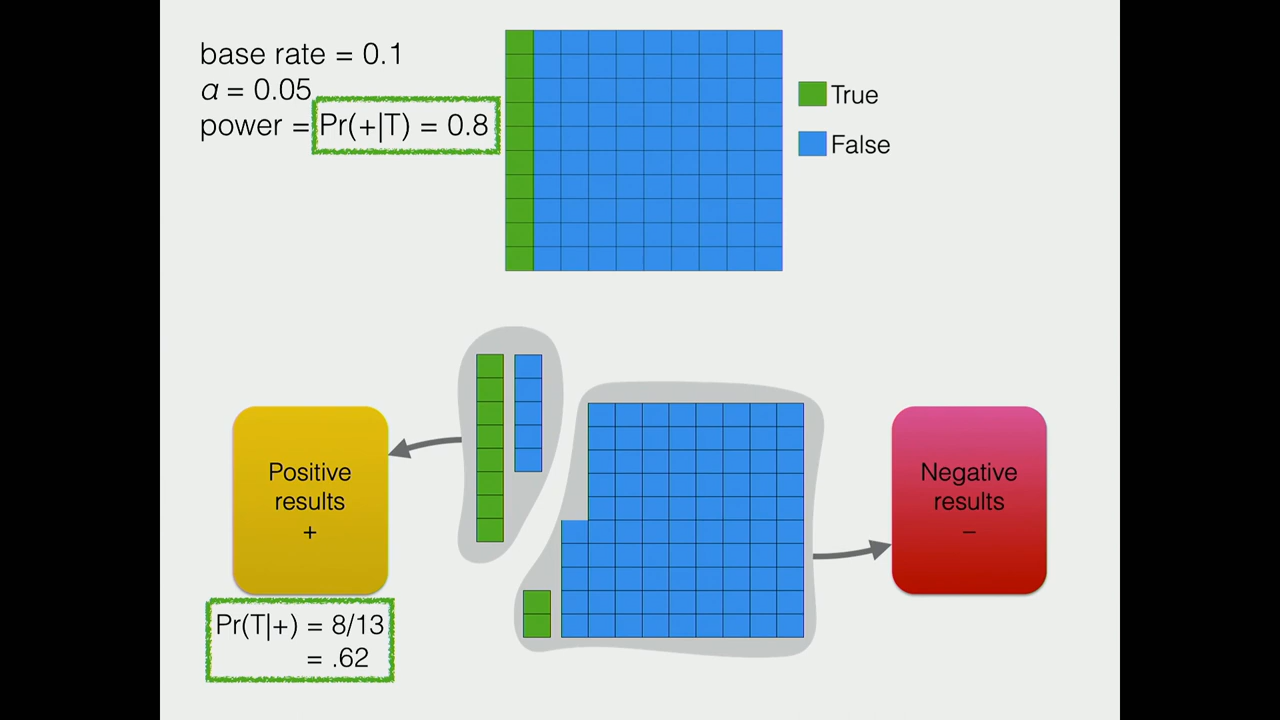 base rate = 0.1
α = 0.05
power = Pr(+|T) = 0.8
True
False
Positive
results
+
Negative
results
–
Pr(T|+) = 8/13
= .62